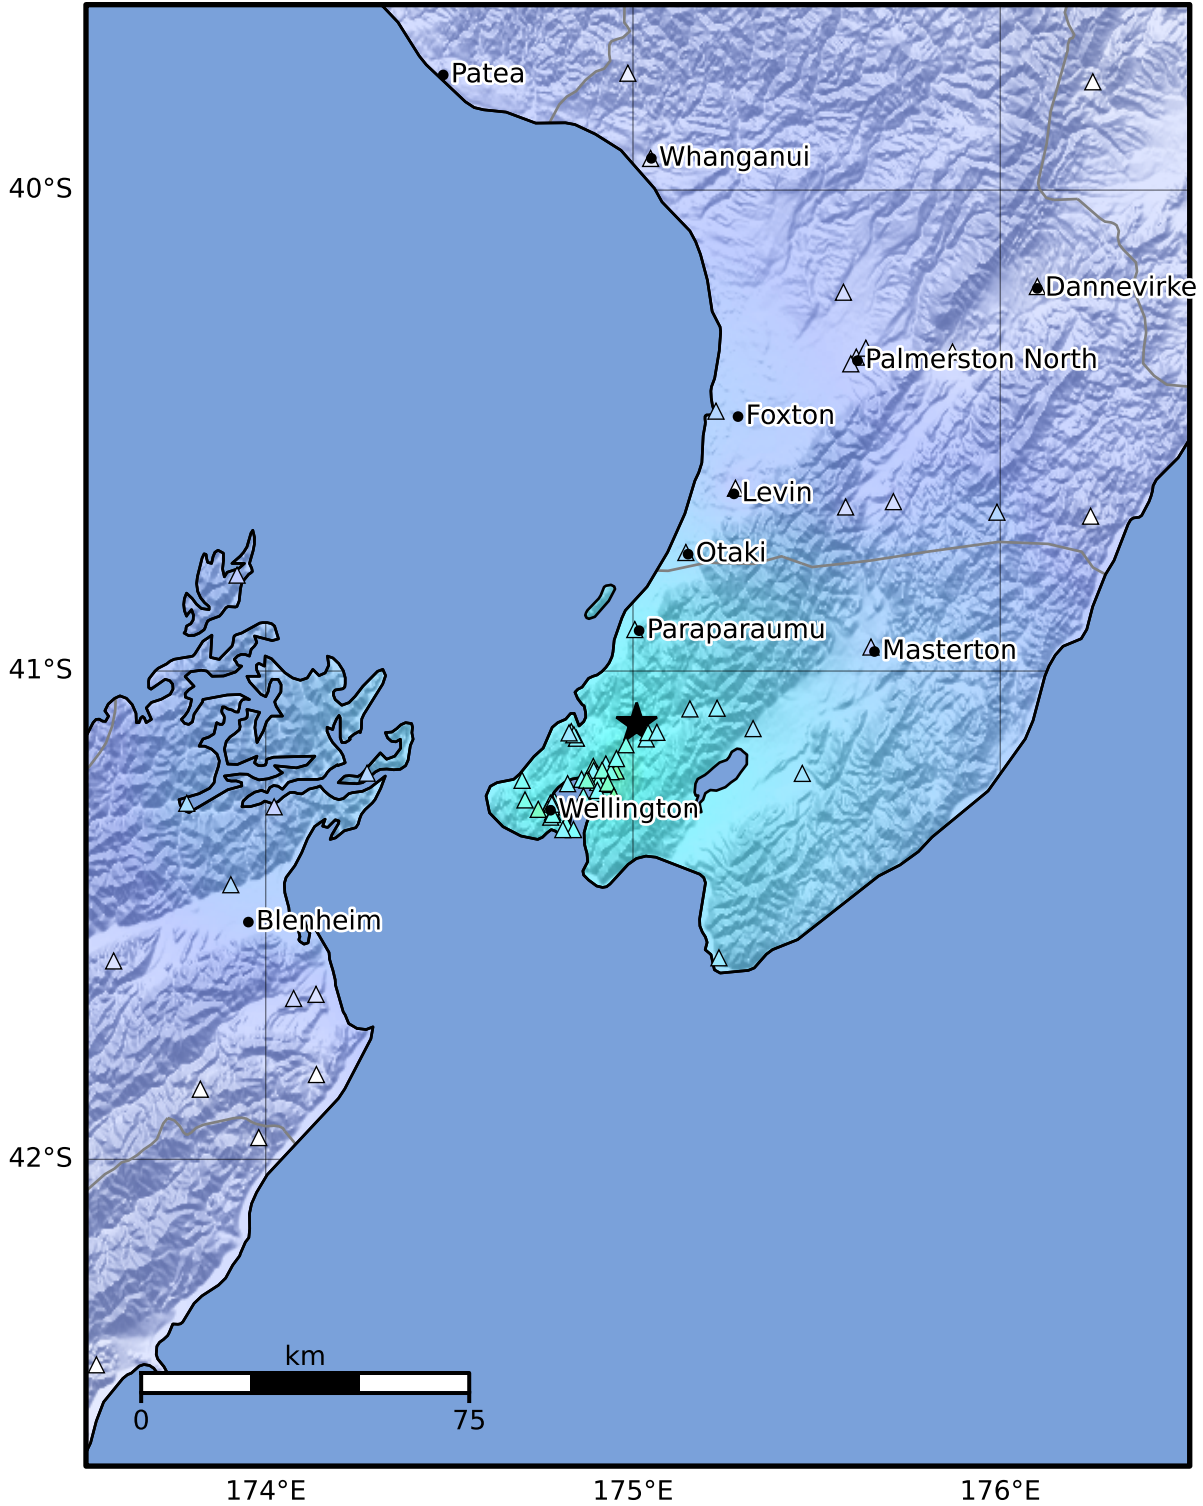 Patea
Whanganui
40°S
Dannevirke
Palmerston North
Foxton
Levin
Otaki
Paraparaumu
Masterton
41°S
Wellington
Blenheim
42°S
km
0 75
174°E 175°E 176°E